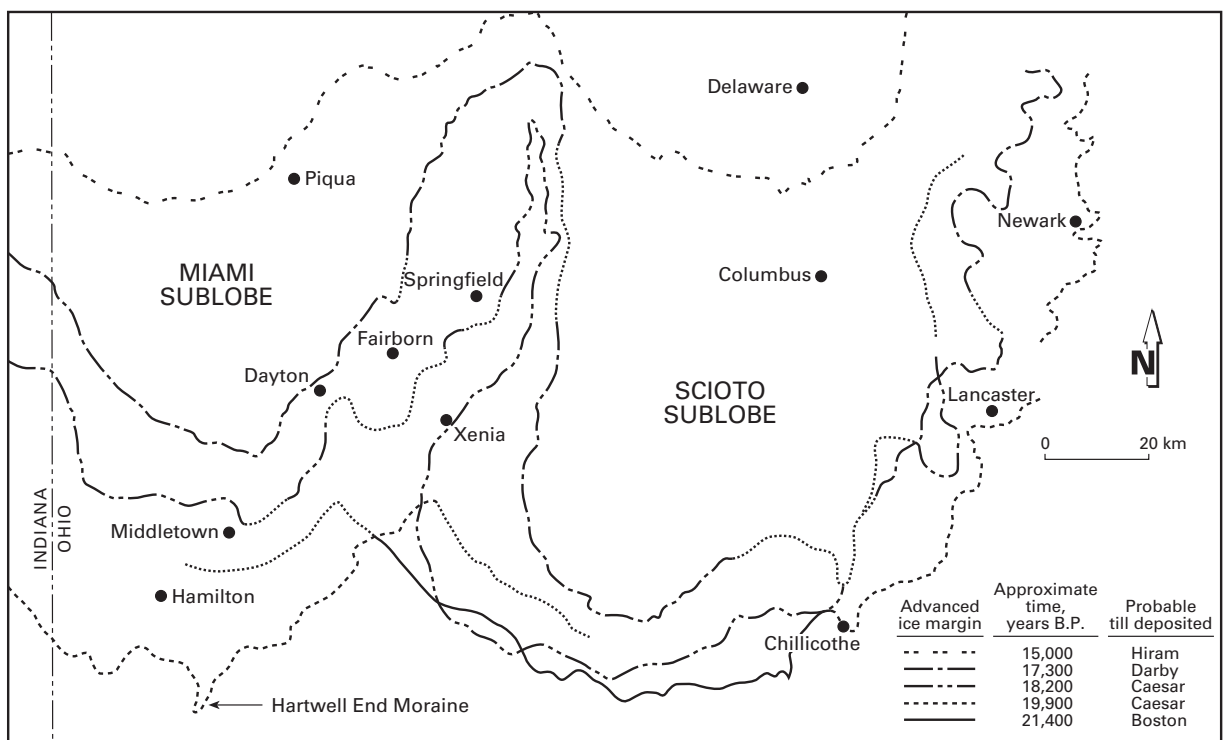 Delaware
Piqua
Newark
MIAMI
SUBLOBE
Springfield
Columbus
Fairborn
Dayton
SCIOTO
SUBLOBE
Lancaster
N
Xenia
0 20 km
INDIANA
OHIO
Middletown
Hamilton
Chillicothe
Hartwell End Moraine
Advanced
ice margin
Approximate
time,
years B.P.
Probable
till deposited
15,000 Hiram
17,300 Darby
18,200 Caesar
19,900 Caesar
21,400 Boston